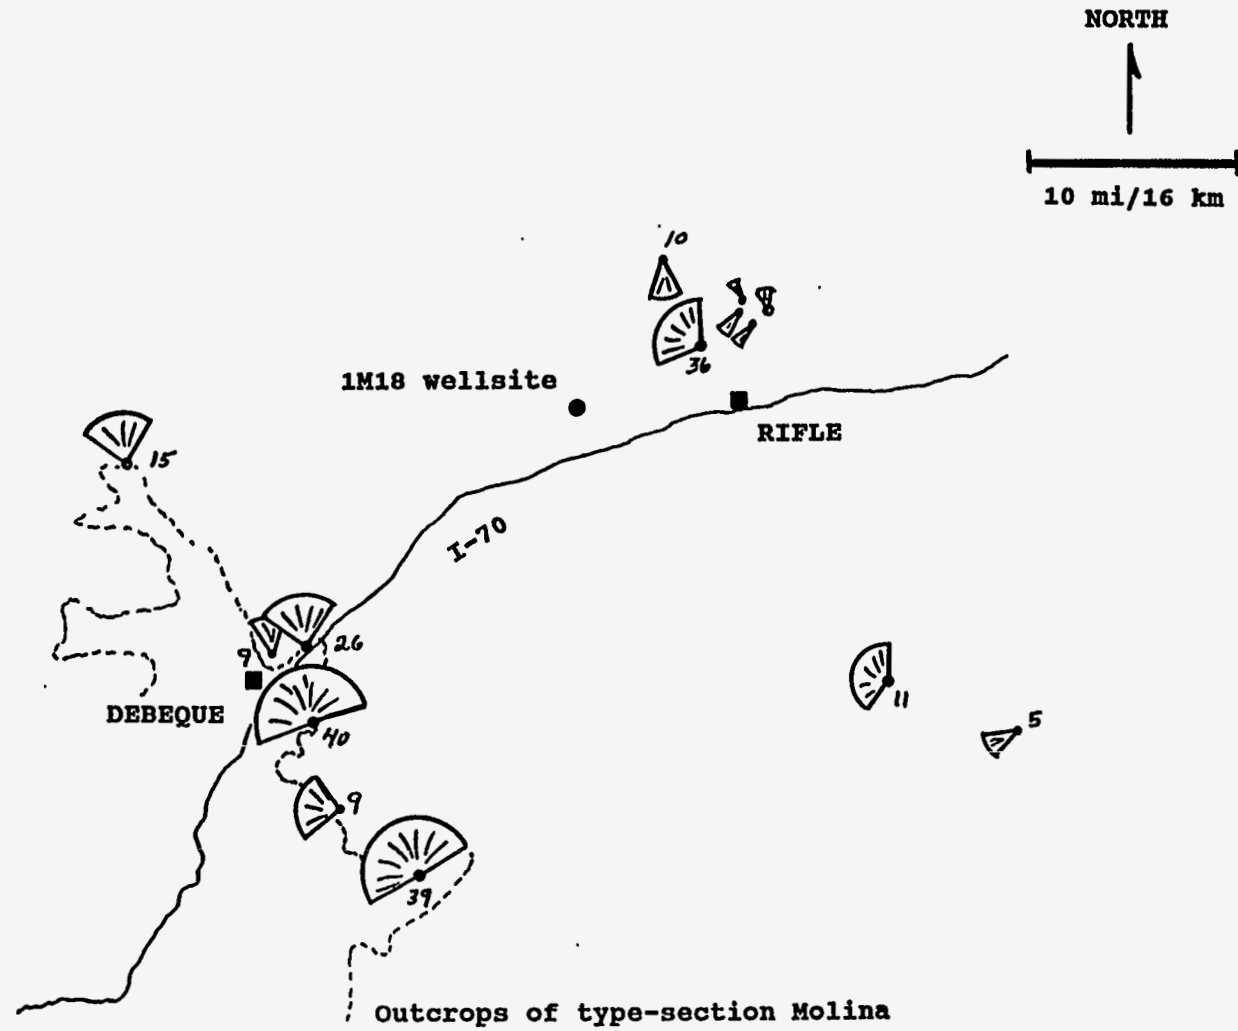 NORTH
10 mi/16 km
10
36
1M18 wellsite
RIFLE
15
I-70
9
26
DEBEQUE
40
11
5
9
39
Outcrops of type-section Molina